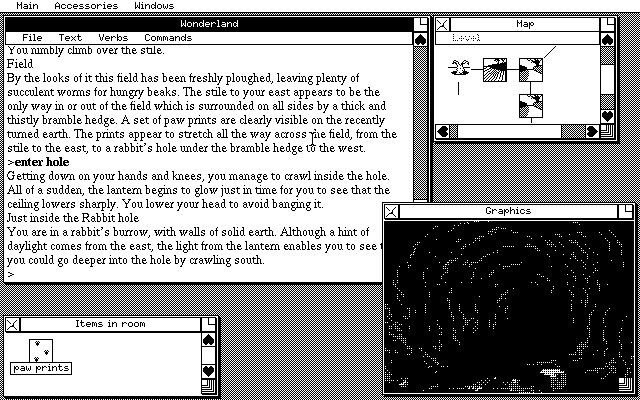 Main Accessories Windows
Wonderland
File Text Verbs Commands
You nimbly climb over the stile.
Field
By the looks of it this field has been freshly ploughed, leaving plenty of
succulent worms for hungry beaks. The stile to your east appears to be the
only way in or out of the field which is surrounded on all sides by a thick and
thistly bramble hedge. A set of paw prints are clearly visible on the recently
turned earth. The prints appear to stretch all the way across the field, from the
stile to the east, to a rabbit's hole under the bramble hedge to the west.
>enter hole
Getting down on your hands and knees, you manage to crawl inside the hole.
All of a sudden, the lantern begins to glow just in time for you to see that the
ceiling lowers sharply. You lower your head to avoid banging it.
Just inside the Rabbit hole
You are in a rabbit's burrow, with walls of solid earth. Although a hint of
daylight comes from the east, the light from the lantern enables you to see
you could go deeper into the hole by crawling south.
>
Map
Level
Graphics
Items in room
paw prints